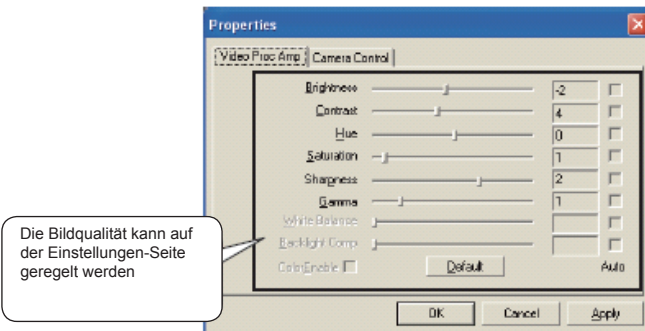 Properties
Video Proc Amp Camera Control
Brightness -2
Contrast 4
Hue 0
Saturation 1
Sharpness 2
Gamma 1
White Balance
Backlight Comp
ColorEnable Default Auto
OK Cancel Apply
Die Bildqualität kann auf
der Einstellungen-Seite
geregelt werden